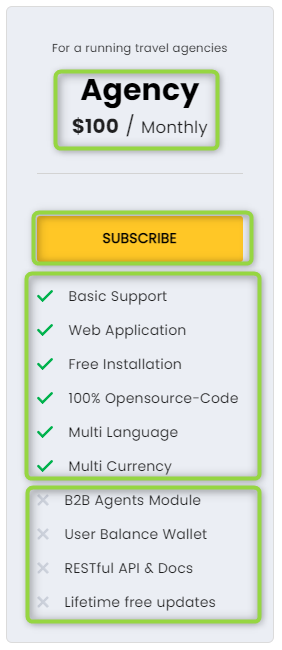 For a running travel agencies
Agency
$100 / Monthly
SUBSCRIBE
Basic Support
Web Application
Free Installation
100% Opensource-Code
Multi Language
Multi Currency
B2B Agents Module
User Balance Wallet
RESTful API & Docs
Lifetime free updates